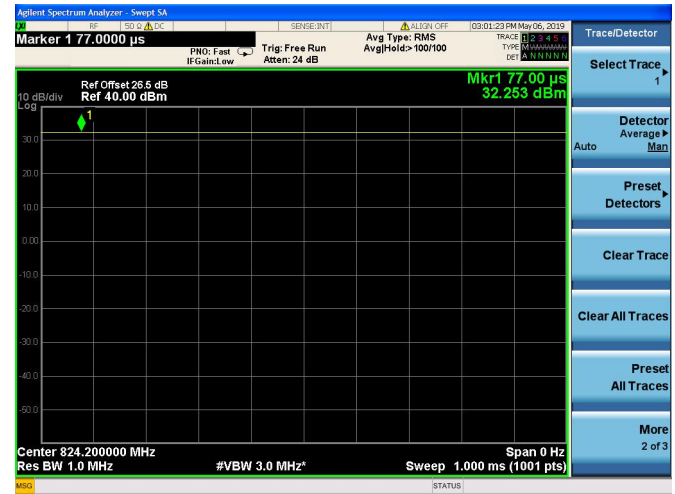 Agilent Spectrum Analyzer - Swept SA
LXI RF 50 Ω DC SENSE:INT ALIGN OFF 03:01:23 PM May 06, 2019
Marker 1 77.0000 µs
PNO: Fast
IFGain:Low
Trig: Free Run
Atten: 24 dB
Avg Type: RMS
Avg|Hold:>100/100
TRACE 1 2 3 4 5 6
TYPE M
DET A N N N N N
Ref Offset 26.5 dB
10 dB/div Ref 40.00 dBm
Log
Mkr1 77.00 µs
32.253 dBm
1
30.0
20.0
10.0
0.00
-10.0
-20.0
-30.0
-40.0
-50.0
Center 824.200000 MHz Span 0 Hz
Res BW 1.0 MHz #VBW 3.0 MHz* Sweep 1.000 ms (1001 pts)
MSG STATUS
Trace/Detector
Select Trace
1
Detector
Average
Auto Man
Preset
Detectors
Clear Trace
Clear All Traces
Preset
All Traces
More
2 of 3